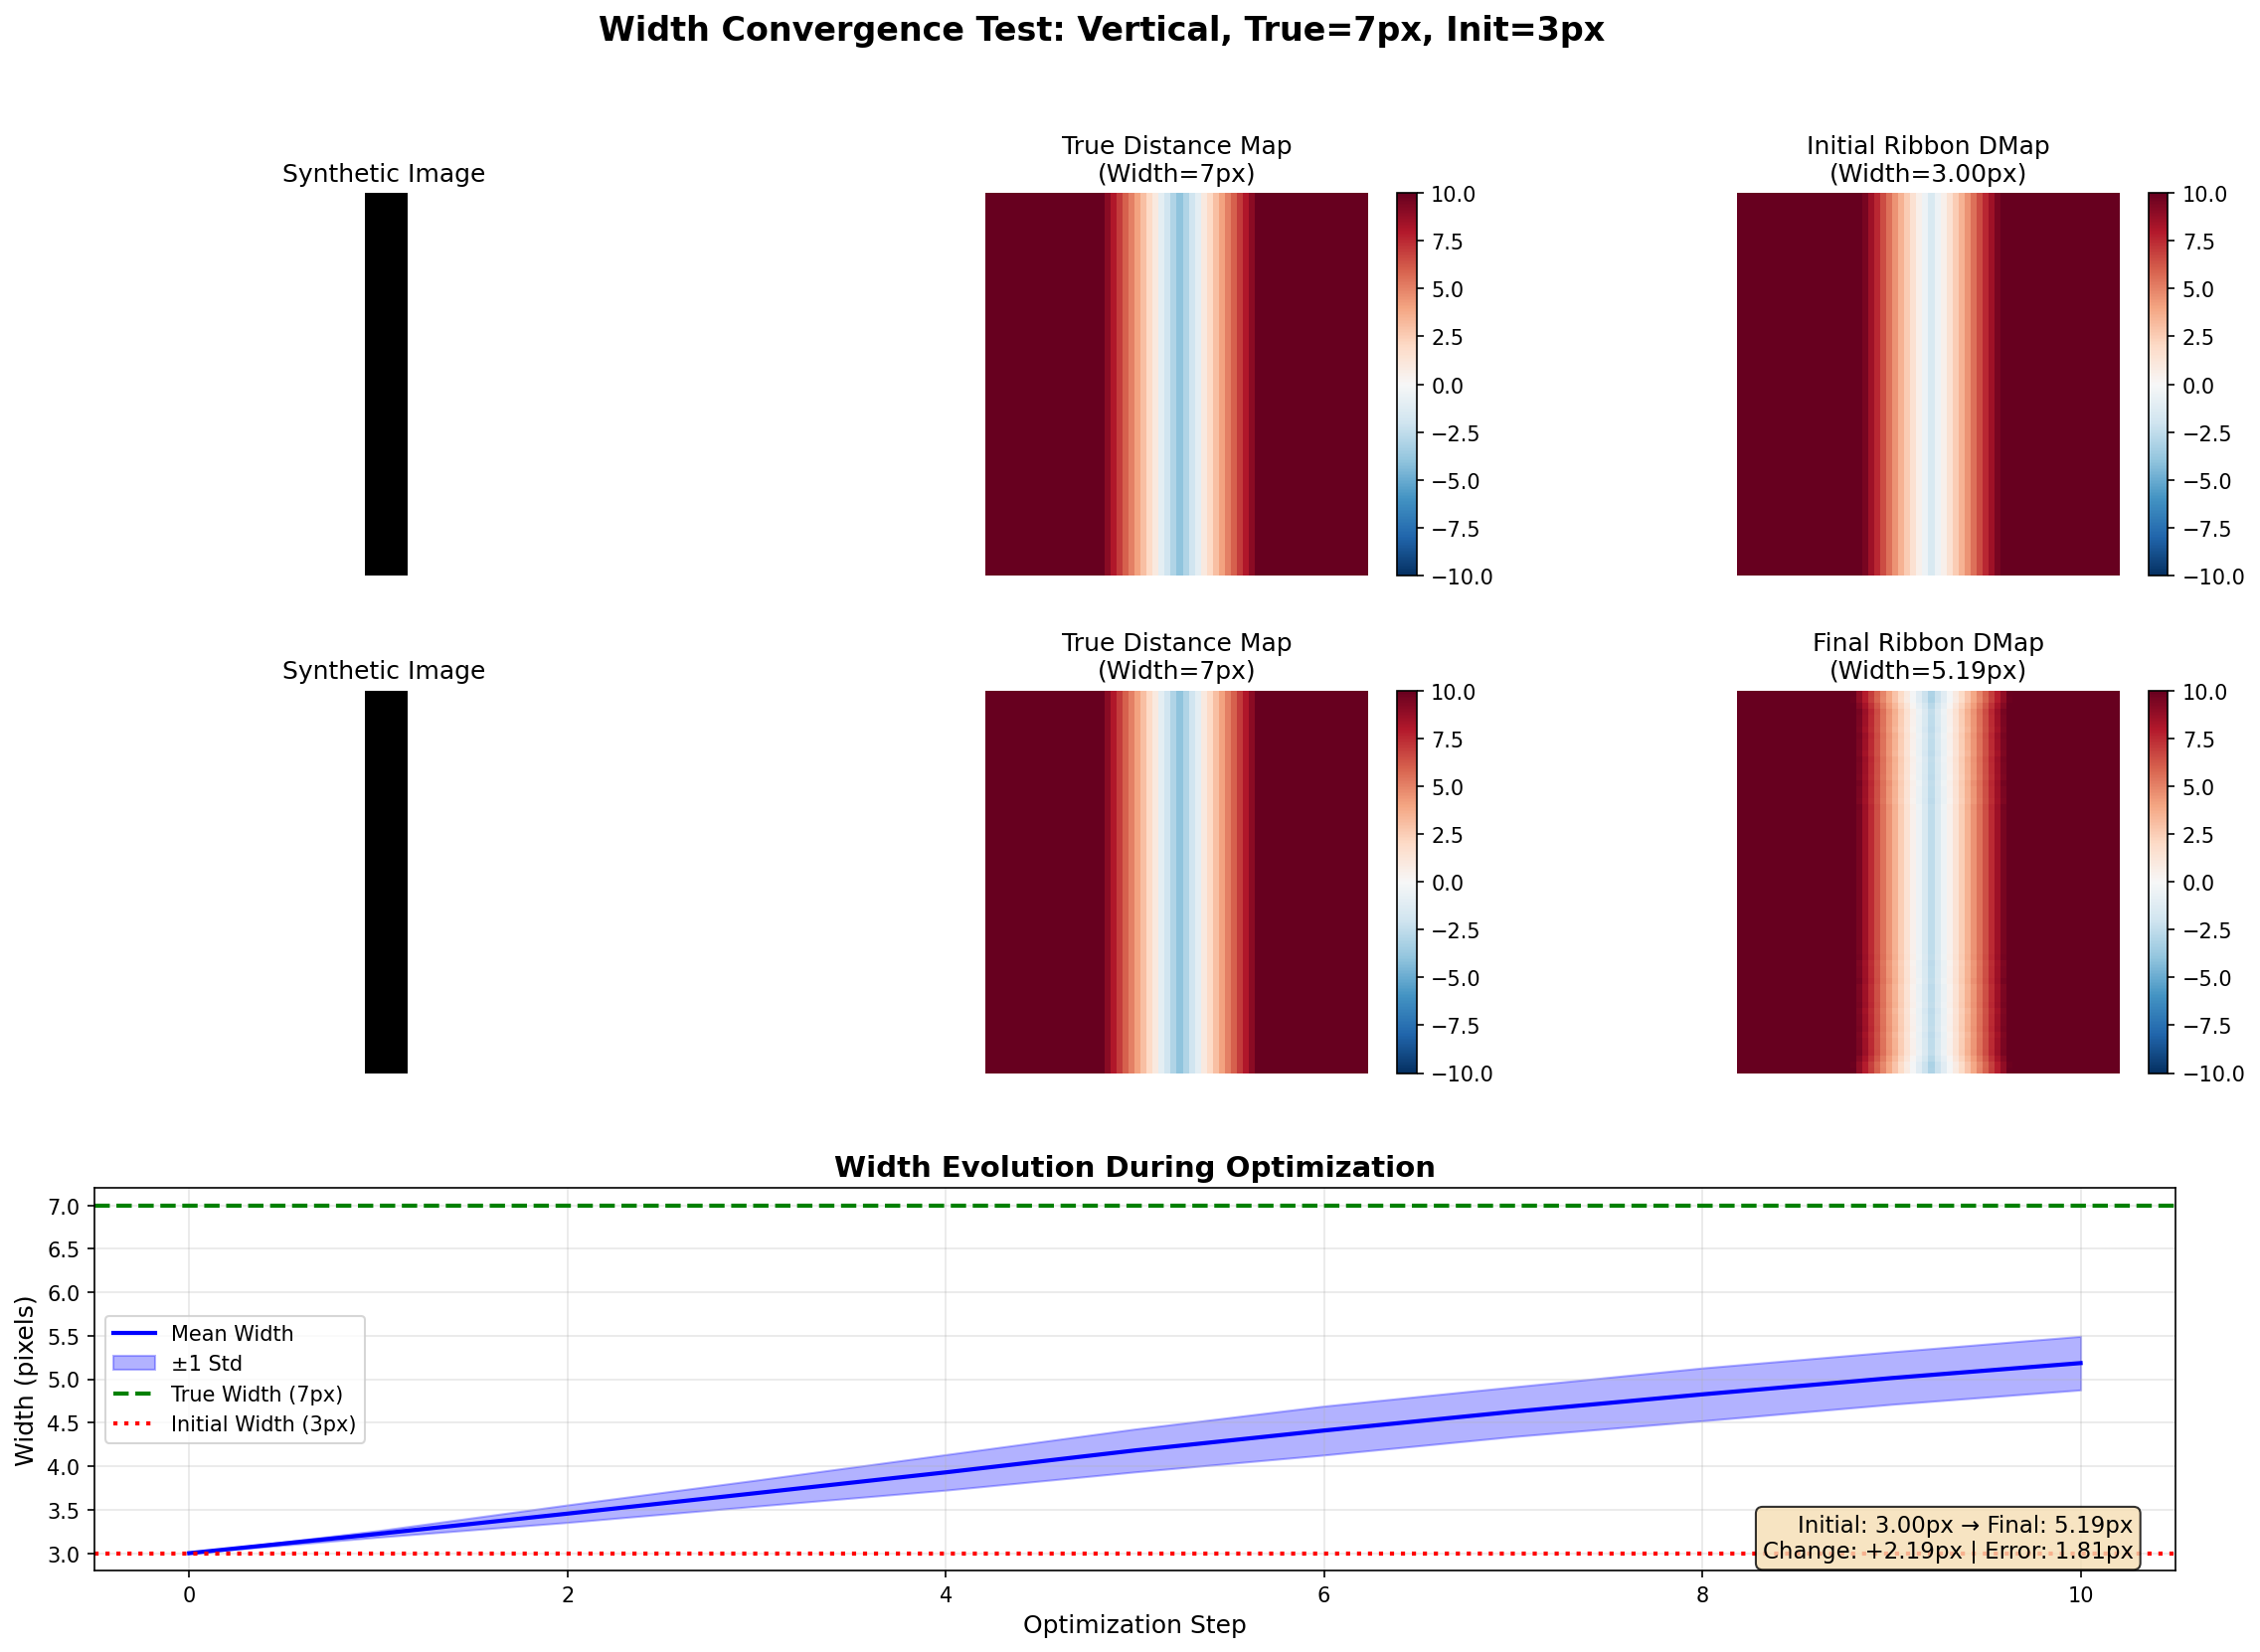 Width Convergence Test: Vertical, True=7px, Init=3px
Synthetic Image
True Distance Map
(Width=7px)
10.0
7.5
5.0
2.5
0.0
−2.5
−5.0
−7.5
−10.0
Initial Ribbon DMap
(Width=3.00px)
10.0
7.5
5.0
2.5
0.0
−2.5
−5.0
−7.5
−10.0
Synthetic Image
True Distance Map
(Width=7px)
10.0
7.5
5.0
2.5
0.0
−2.5
−5.0
−7.5
−10.0
Final Ribbon DMap
(Width=5.19px)
10.0
7.5
5.0
2.5
0.0
−2.5
−5.0
−7.5
−10.0
Width Evolution During Optimization
Width (pixels)
7.0
6.5
6.0
5.5
5.0
4.5
4.0
3.5
3.0
Mean Width
±1 Std
True Width (7px)
Initial Width (3px)
Initial: 3.00px → Final: 5.19px
Change: +2.19px | Error: 1.81px
0 2 4 6 8 10
Optimization Step